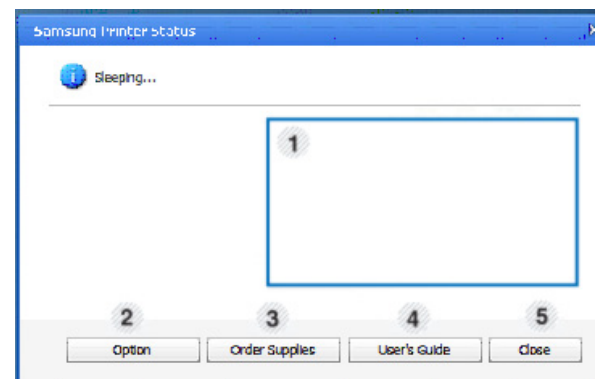 Samsung Printer Status
Sleeping...
1
2 3 4 5
Option Order Supplies User's Guide Close